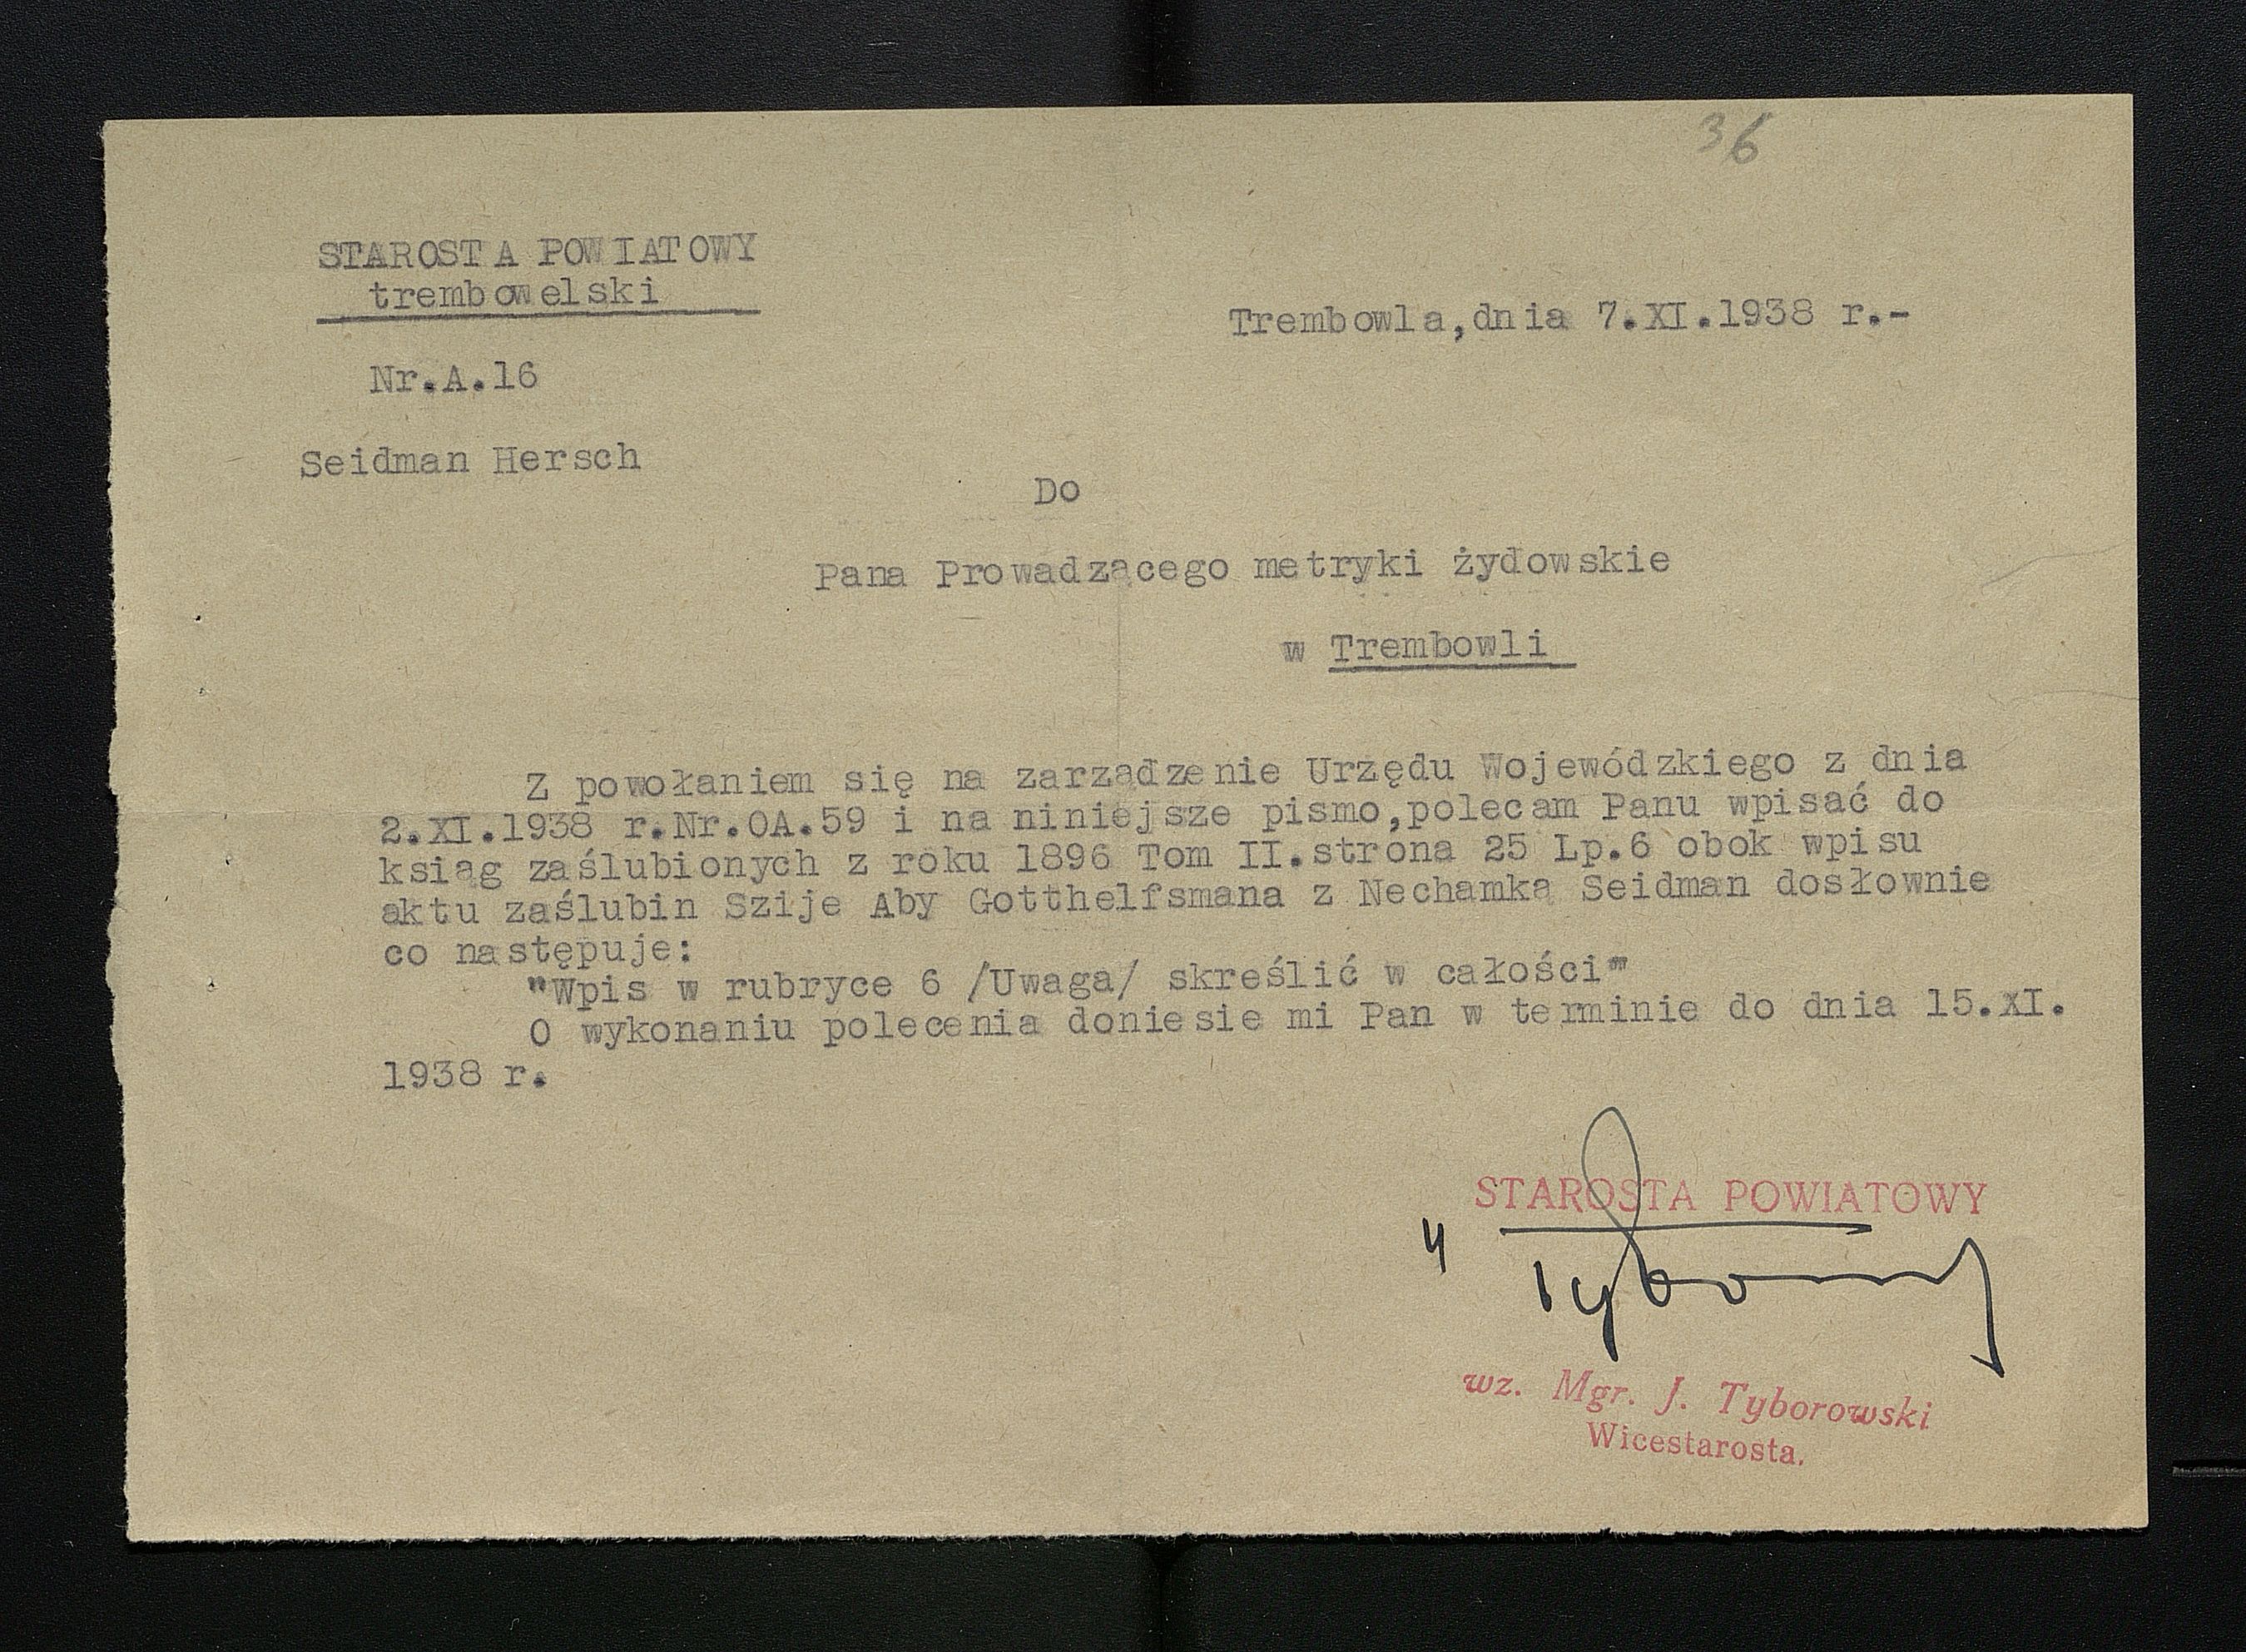 36
STAROSTA POWIATOWY
trembowelski
Trembowla,dnia 7.XI.1938 r.-
Nr.A.16
Seidman Hersch
Do
Pana Prowadzącego metryki żydowskie
w Trembowli
Z powołaniem się na zarządzenie Urzędu Wojewódzkiego z dnia
2.XI.1938 r.Nr.OA.59 i na niniejsze pismo,polecam Panu wpisać do
ksiąg zaślubionych z roku 1896 Tom II.strona 25 Lp.6 obok wpisu
aktu zaślubin Szije Aby Gotthelfsmana z Nechamką Seidman dosłownie
co następuje:
"Wpis w rubryce 6 /Uwaga/ skreślić w całości"
O wykonaniu polecenia doniesie mi Pan w terminie do dnia 15.XI.
1938 r.
STAROSTA POWIATOWY
wz. Mgr. J. Tyborowski
Wicestarosta.